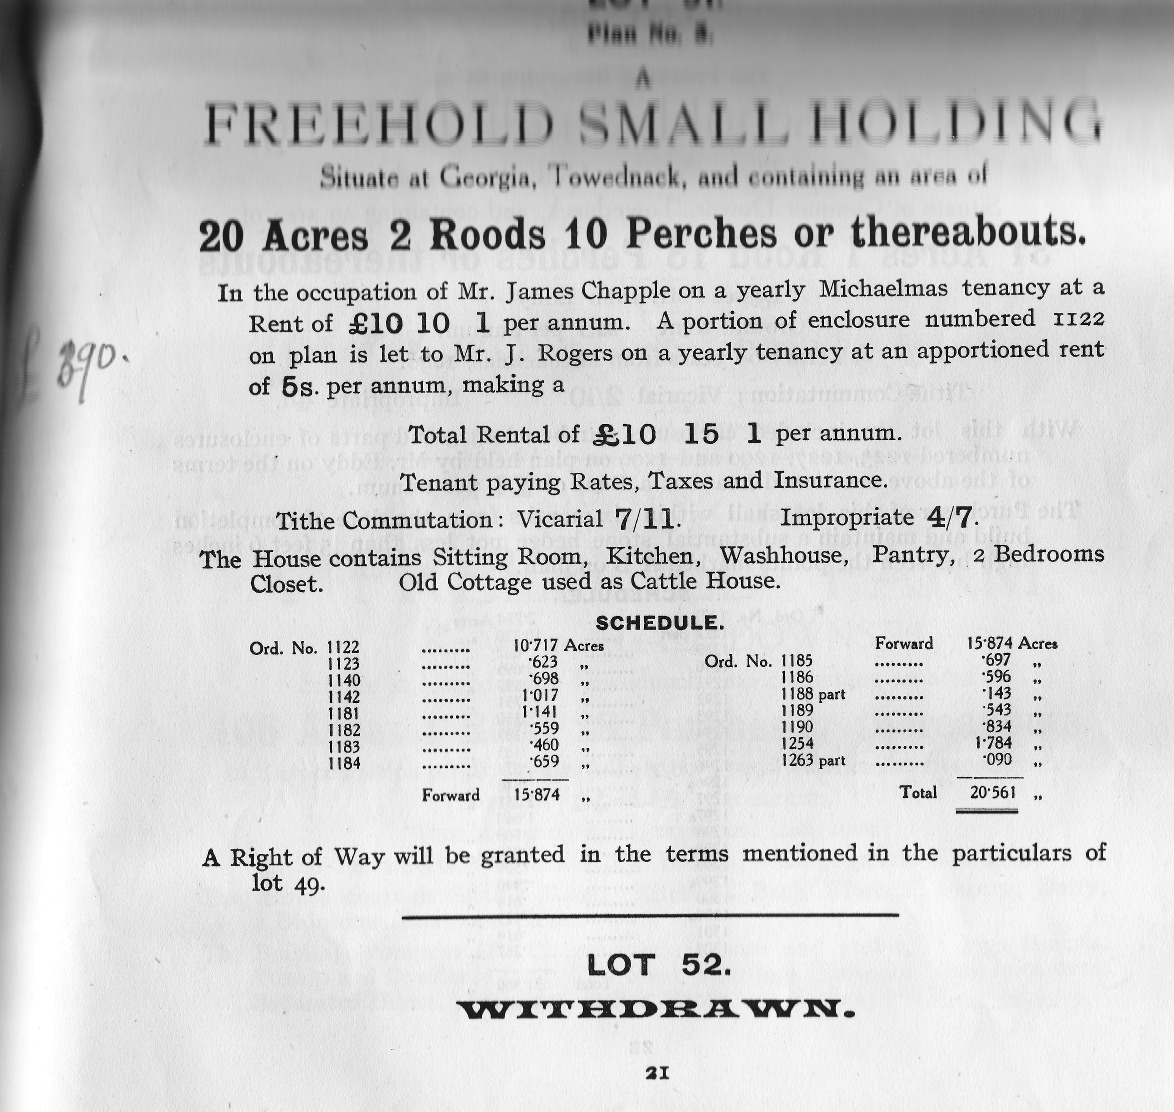 LOT 51.
Plan No. 3.
A
FREEHOLD SMALL HOLDING
Situate at Georgia, Towednack, and containing an area of
20 Acres 2 Roods 10 Perches or thereabouts.
In the occupation of Mr. James Chapple on a yearly Michaelmas tenancy at a
Rent of £10 10 1 per annum. A portion of enclosure numbered 1122
on plan is let to Mr. J. Rogers on a yearly tenancy at an apportioned rent
of 5s. per annum, making a
£390.
Total Rental of £10 15 1 per annum.
Tenant paying Rates, Taxes and Insurance.
Tithe Commutation: Vicarial 7/11. Impropriate 4/7.
The House contains Sitting Room, Kitchen, Washhouse, Pantry, 2 Bedrooms
Closet. Old Cottage used as Cattle House.
SCHEDULE.
Ord. No. 1122 ......... 10·717 Acres
1123 ......... ·623 „
1140 ......... ·698 „
1142 ......... 1·017 „
1181 ......... 1·141 „
1182 ......... ·559 „
1183 ......... ·460 „
1184 ......... ·659 „
Forward 15·874 „
Forward 15·874 Acres
Ord. No. 1185 ......... ·697 „
1186 ......... ·596 „
1188 part ......... ·143 „
1189 ......... ·543 „
1190 ......... ·834 „
1254 ......... 1·784 „
1263 part ......... ·090 „
Total 20·561 „
A Right of Way will be granted in the terms mentioned in the particulars of
lot 49.
LOT 52.
WITHDRAWN.
21